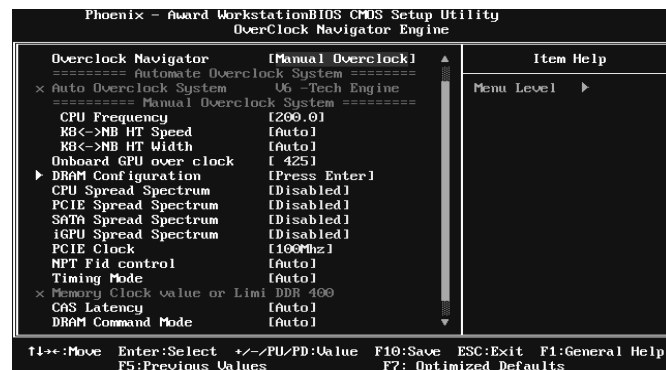 Phoenix - Award WorkstationBIOS CMOS Setup Utility
OverClock Navigator Engine
Overclock Navigator [Manual Overclock]
========= Automate Overclock System ========
x Auto Overclock System V6 -Tech Engine
========== Manual Overclock System =========
CPU Frequency [200.0]
K8<->NB HT Speed [Auto]
K8<->NB HT Width [Auto]
Onboard GPU over clock [ 425]
▶ DRAM Configuration [Press Enter]
CPU Spread Spectrum [Disabled]
PCIE Spread Spectrum [Disabled]
SATA Spread Spectrum [Disabled]
iGPU Spread Spectrum [Disabled]
PCIE Clock [100Mhz]
NPT Fid control [Auto]
Timing Mode [Auto]
x Memory Clock value or Limi DDR 400
CAS Latency [Auto]
DRAM Command Mode [Auto]
Item Help
Menu Level ▶
↑↓→←:Move Enter:Select +/-/PU/PD:Value F10:Save ESC:Exit F1:General Help
F5:Previous Values F7: Optimized Defaults